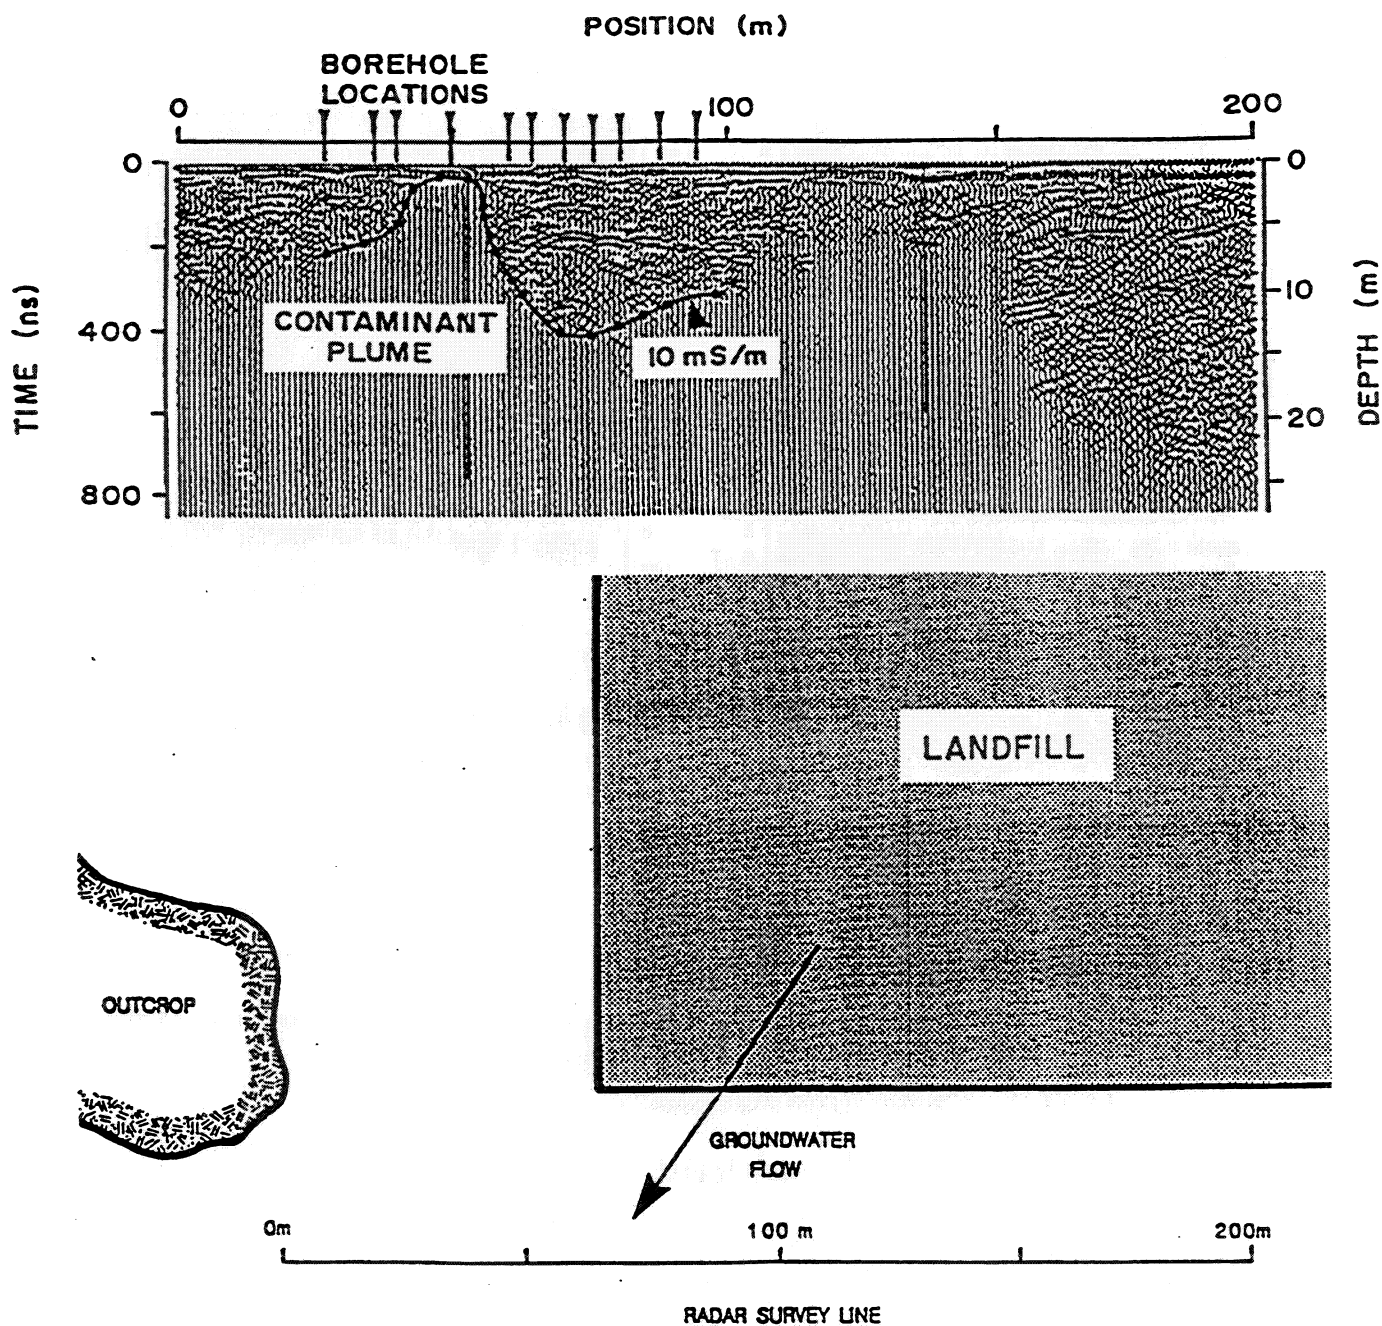 POSITION (m)
BOREHOLE
LOCATIONS
0
100
200
0
400
800
TIME (ns)
0
10
20
DEPTH (m)
CONTAMINANT
PLUME
10 mS/m
LANDFILL
OUTCROP
GROUNDWATER
FLOW
0m
100 m
200m
RADAR SURVEY LINE